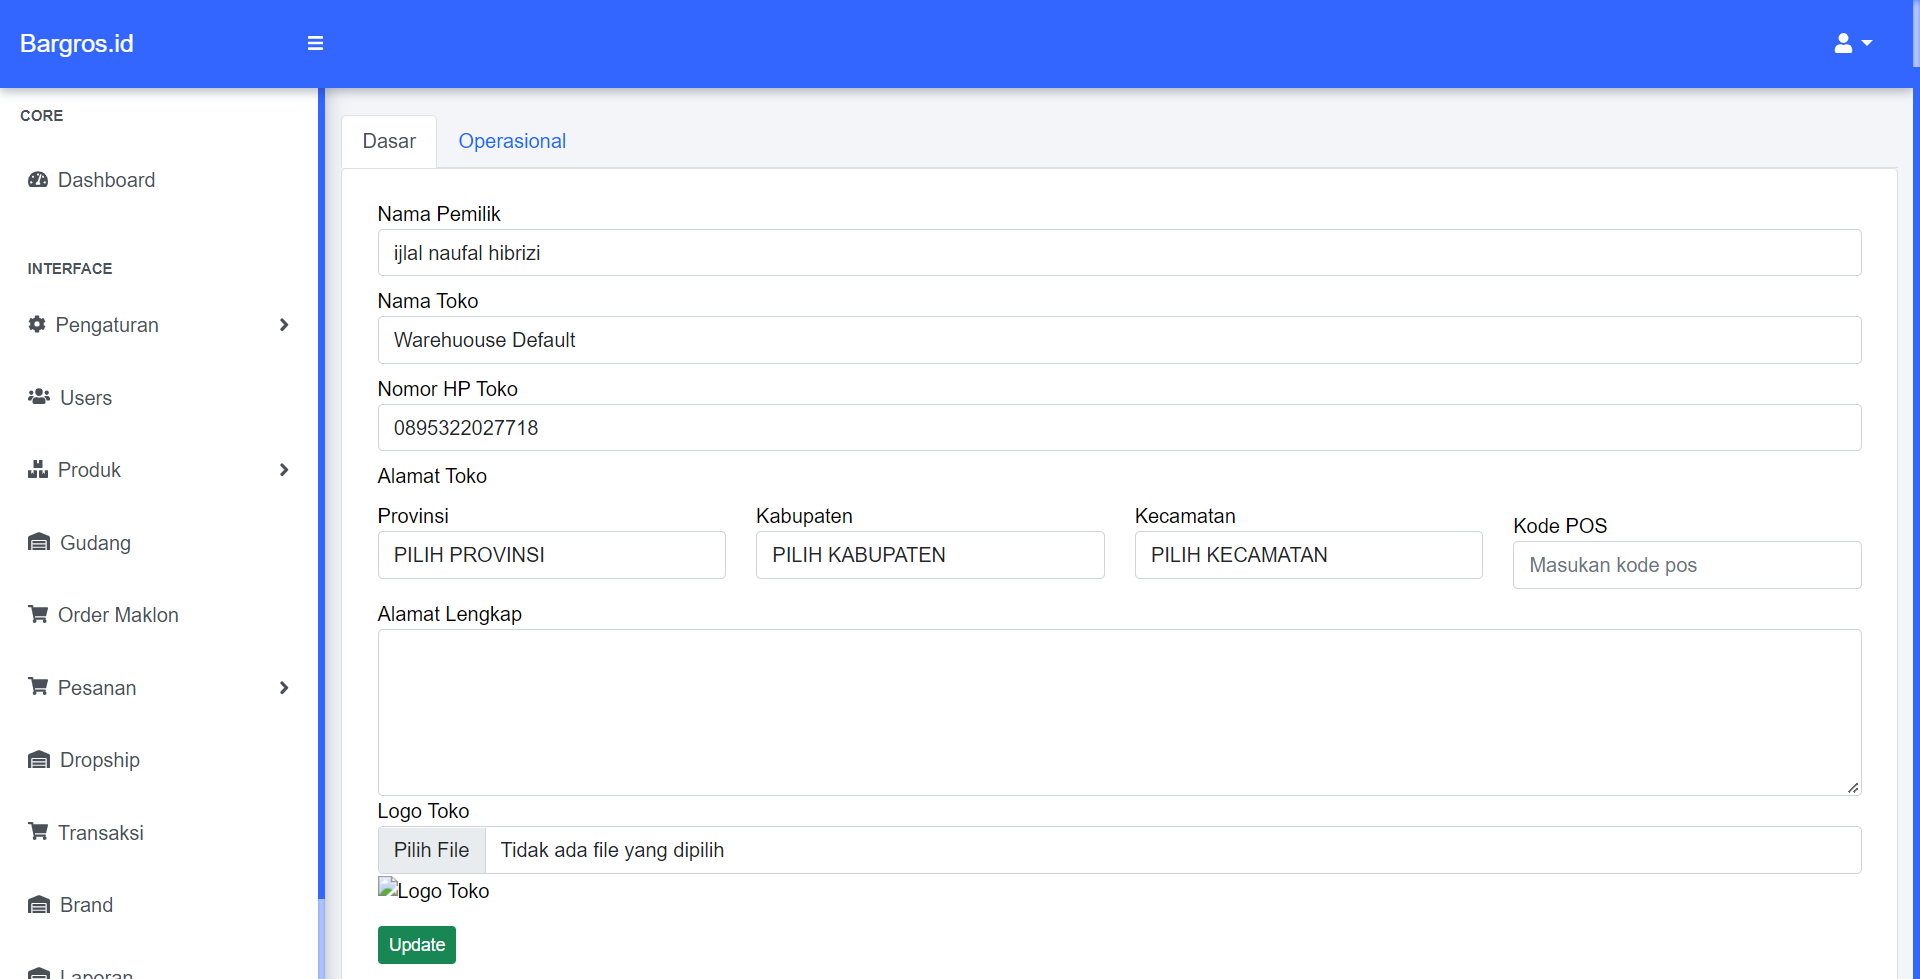 Bargros.id
CORE
Dashboard
INTERFACE
Pengaturan
Users
Produk
Gudang
Order Maklon
Pesanan
Dropship
Transaksi
Brand
Laporan
Dasar
Operasional
Nama Pemilik
ijlal naufal hibrizi
Nama Toko
Warehuouse Default
Nomor HP Toko
0895322027718
Alamat Toko
Provinsi
PILIH PROVINSI
Kabupaten
PILIH KABUPATEN
Kecamatan
PILIH KECAMATAN
Kode POS
Masukan kode pos
Alamat Lengkap
Logo Toko
Pilih File Tidak ada file yang dipilih
Logo Toko
Update